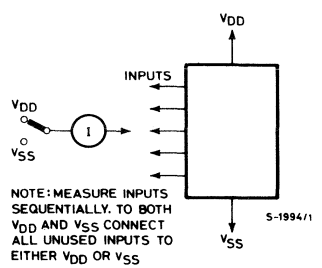 VDD
INPUTS
VDD
I
VSS
NOTE: MEASURE INPUTS
SEQUENTIALLY. TO BOTH
VDD AND VSS CONNECT
ALL UNUSED INPUTS TO
EITHER VDD OR VSS
S-1994/1
VSS